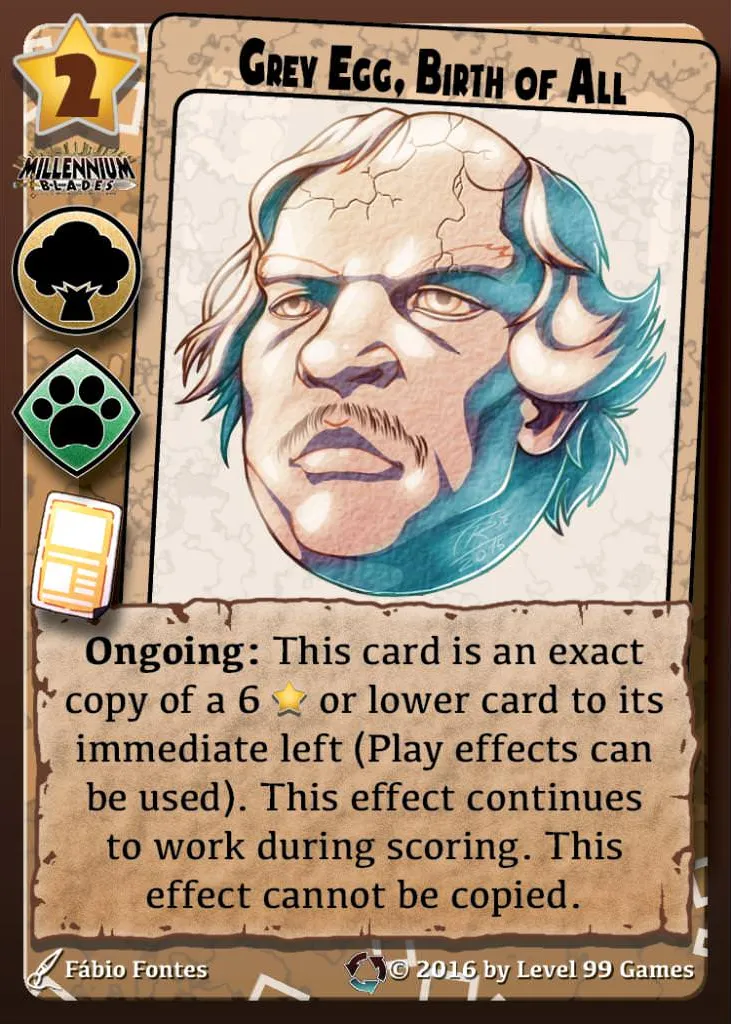 2
Grey Egg, Birth of All
MILLENNIUM
BLADES
2015
Ongoing: This card is an exact
copy of a 6 or lower card to its
immediate left (Play effects can
be used). This effect continues
to work during scoring. This
effect cannot be copied.
Fábio Fontes
© 2016 by Level 99 Games